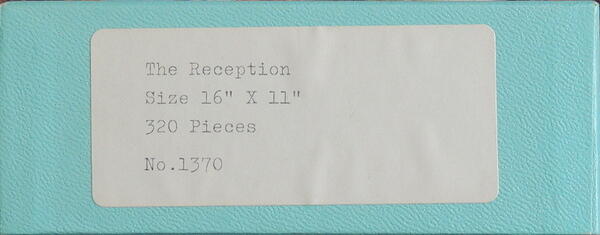 The Reception
Size 16" X 11"
320 Pieces
No.1370